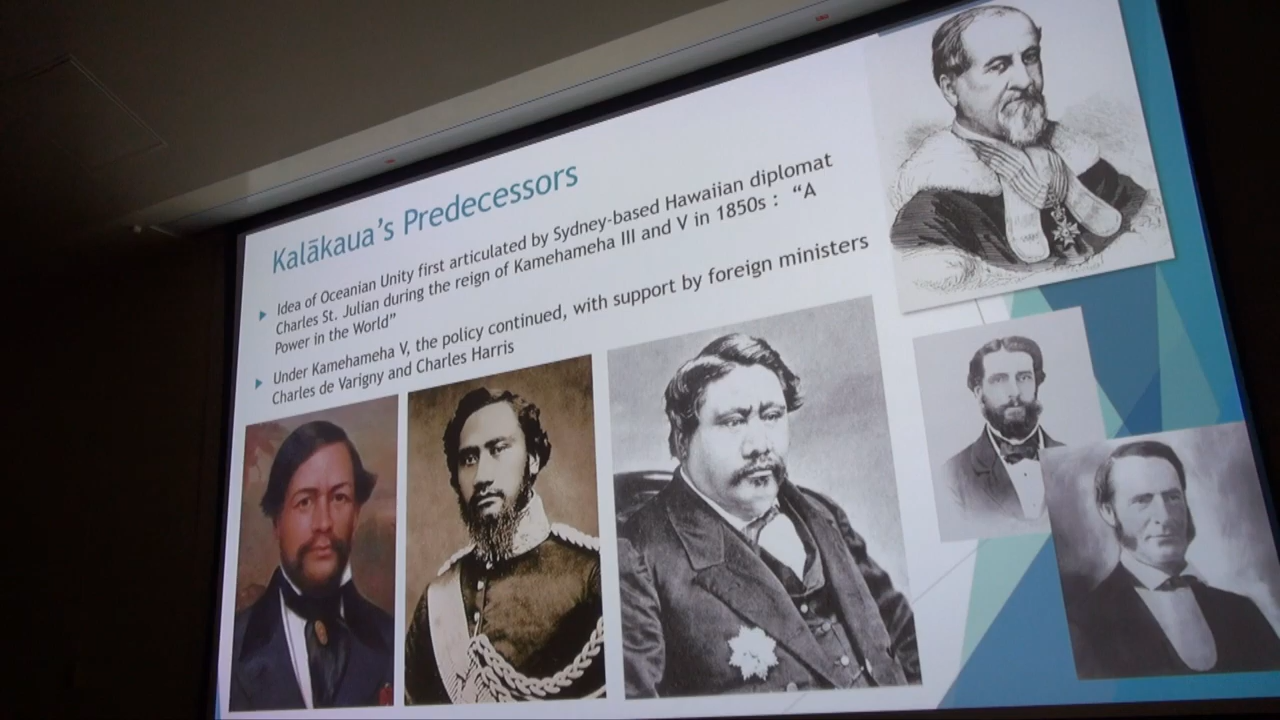 Kalākaua’s Predecessors
Idea of Oceanian Unity first articulated by Sydney-based Hawaiian diplomat
Charles St. Julian during the reign of Kamehameha III and V in 1850s : “A
Power in the World”
Under Kamehameha V, the policy continued, with support by foreign ministers
Charles de Varigny and Charles Harris